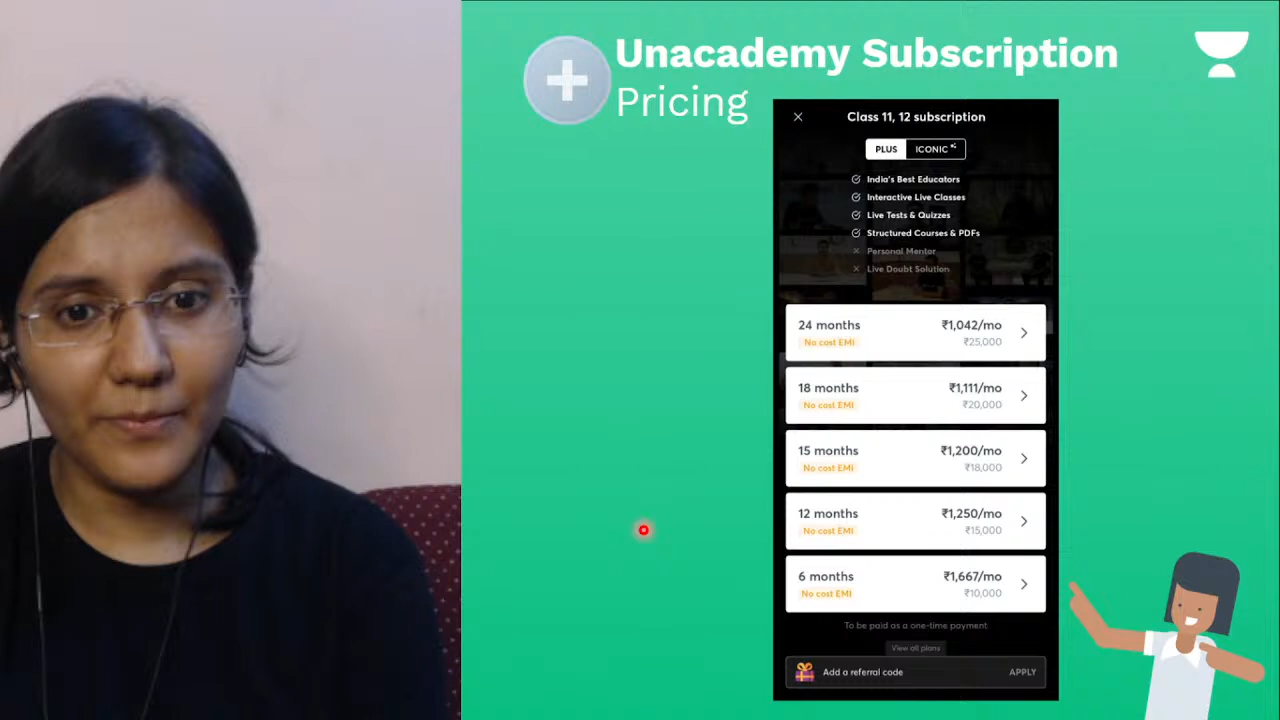 Unacademy Subscription
Pricing
Class 11, 12 subscription
PLUS ICONIC
India's Best Educators
Interactive Live Classes
Live Tests & Quizzes
Structured Courses & PDFs
Personal Mentor
Live Doubt Solution
24 months ₹1,042/mo
No cost EMI ₹25,000
18 months ₹1,111/mo
No cost EMI ₹20,000
15 months ₹1,200/mo
No cost EMI ₹18,000
12 months ₹1,250/mo
No cost EMI ₹15,000
6 months ₹1,667/mo
No cost EMI ₹10,000
To be paid as a one-time payment
View all plans
Add a referral code APPLY